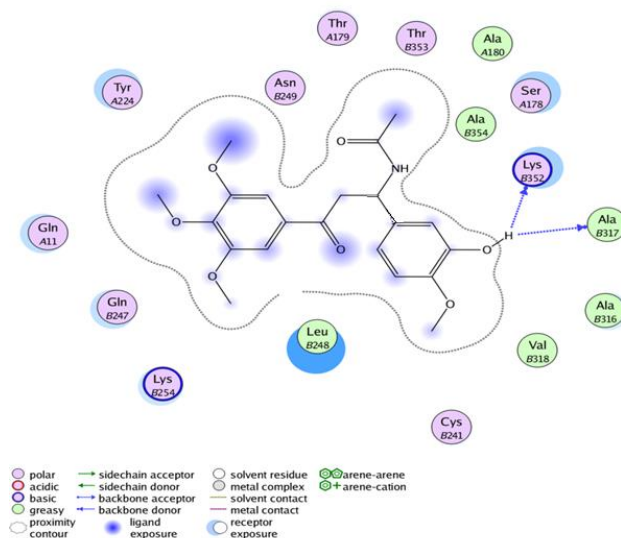 Thr
A179
Thr
B353
Ala
A180
Tyr
A224
Asn
B249
Ser
A178
Ala
B354
O
NH
Lys
B352
O
O
H
O
Ala
B317
Gln
A11
O
O
O
Gln
B247
Leu
B248
Ala
B316
Val
B318
Lys
B254
Cys
B241
polar
acidic
basic
greasy
proximity
contour
sidechain acceptor
sidechain donor
backbone acceptor
backbone donor
ligand
exposure
solvent residue
metal complex
solvent contact
metal contact
receptor
exposure
arene-arene
arene-cation